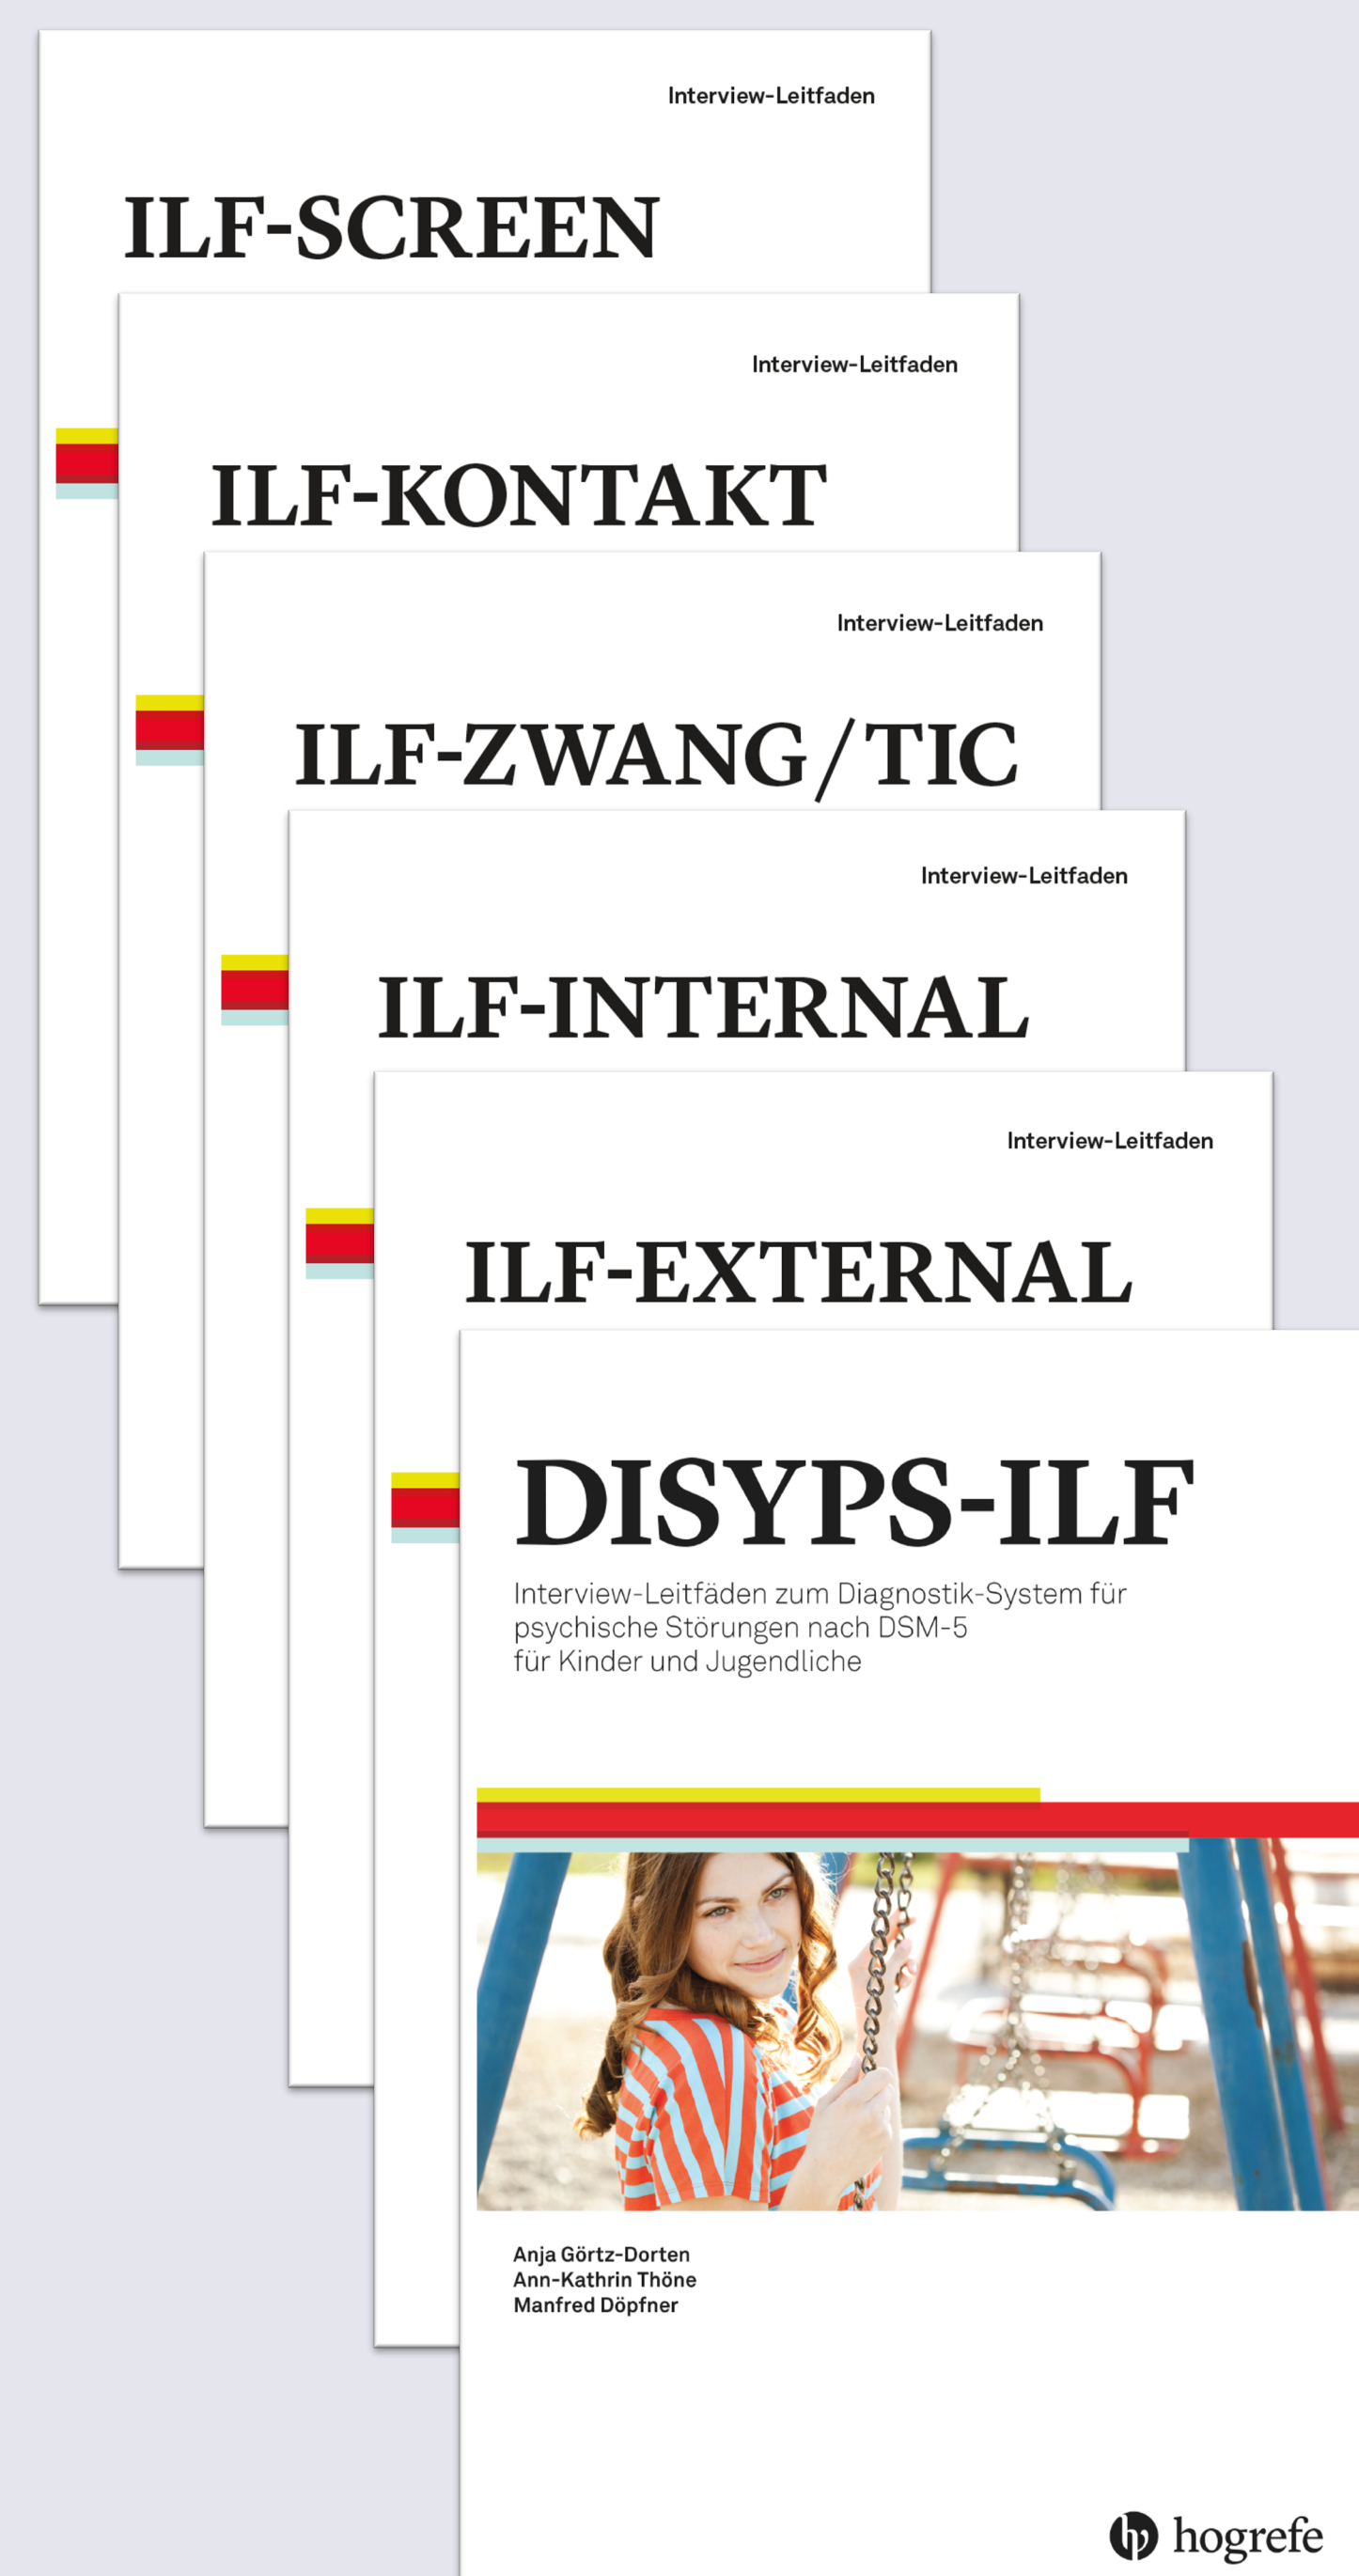 Interview-Leitfaden
ILF-SCREEN
Interview-Leitfaden
ILF-KONTAKT
Interview-Leitfaden
ILF-ZWANG/TIC
Interview-Leitfaden
ILF-INTERNAL
Interview-Leitfaden
ILF-EXTERNAL
DISYPS-ILF
Interview-Leitfäden zum Diagnostik-System für
psychische Störungen nach DSM-5
für Kinder und Jugendliche
Anja Görtz-Dorten
Ann-Kathrin Thöne
Manfred Döpfner
hogrefe